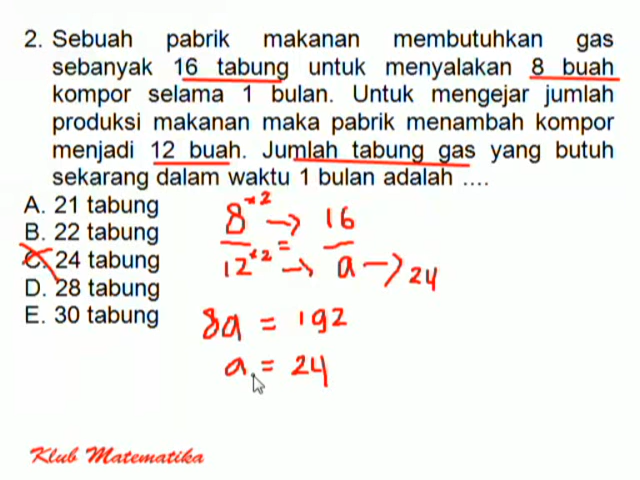 2. Sebuah pabrik makanan membutuhkan gas
sebanyak 16 tabung untuk menyalakan 8 buah
kompor selama 1 bulan. Untuk mengejar jumlah
produksi makanan maka pabrik menambah kompor
menjadi 12 buah. Jumlah tabung gas yang butuh
sekarang dalam waktu 1 bulan adalah ....
A. 21 tabung
B. 22 tabung
C. 24 tabung
D. 28 tabung
E. 30 tabung
8 ×2 → 16
=
12 ×2 → a → 24
8a = 192
a = 24
Klub Matematika